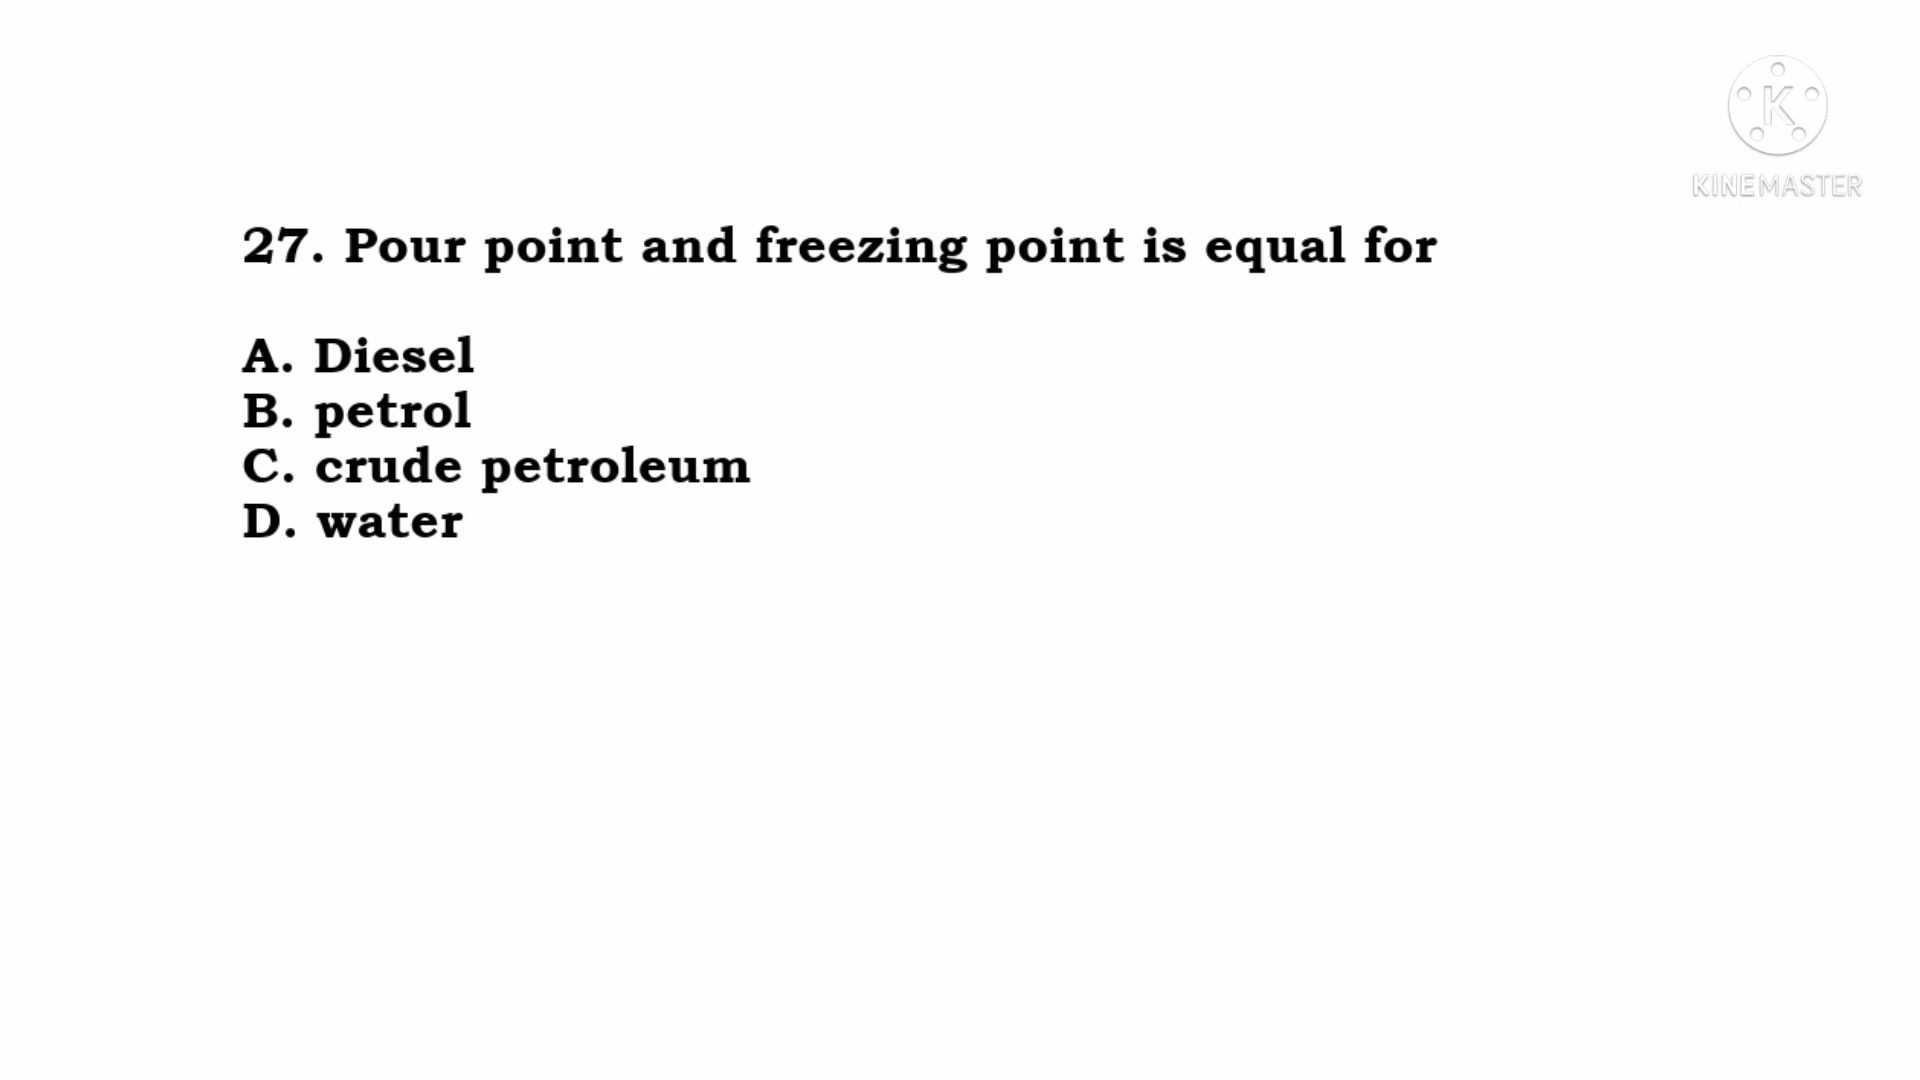 K
KINEMASTER
27. Pour point and freezing point is equal for
A. Diesel
B. petrol
C. crude petroleum
D. water